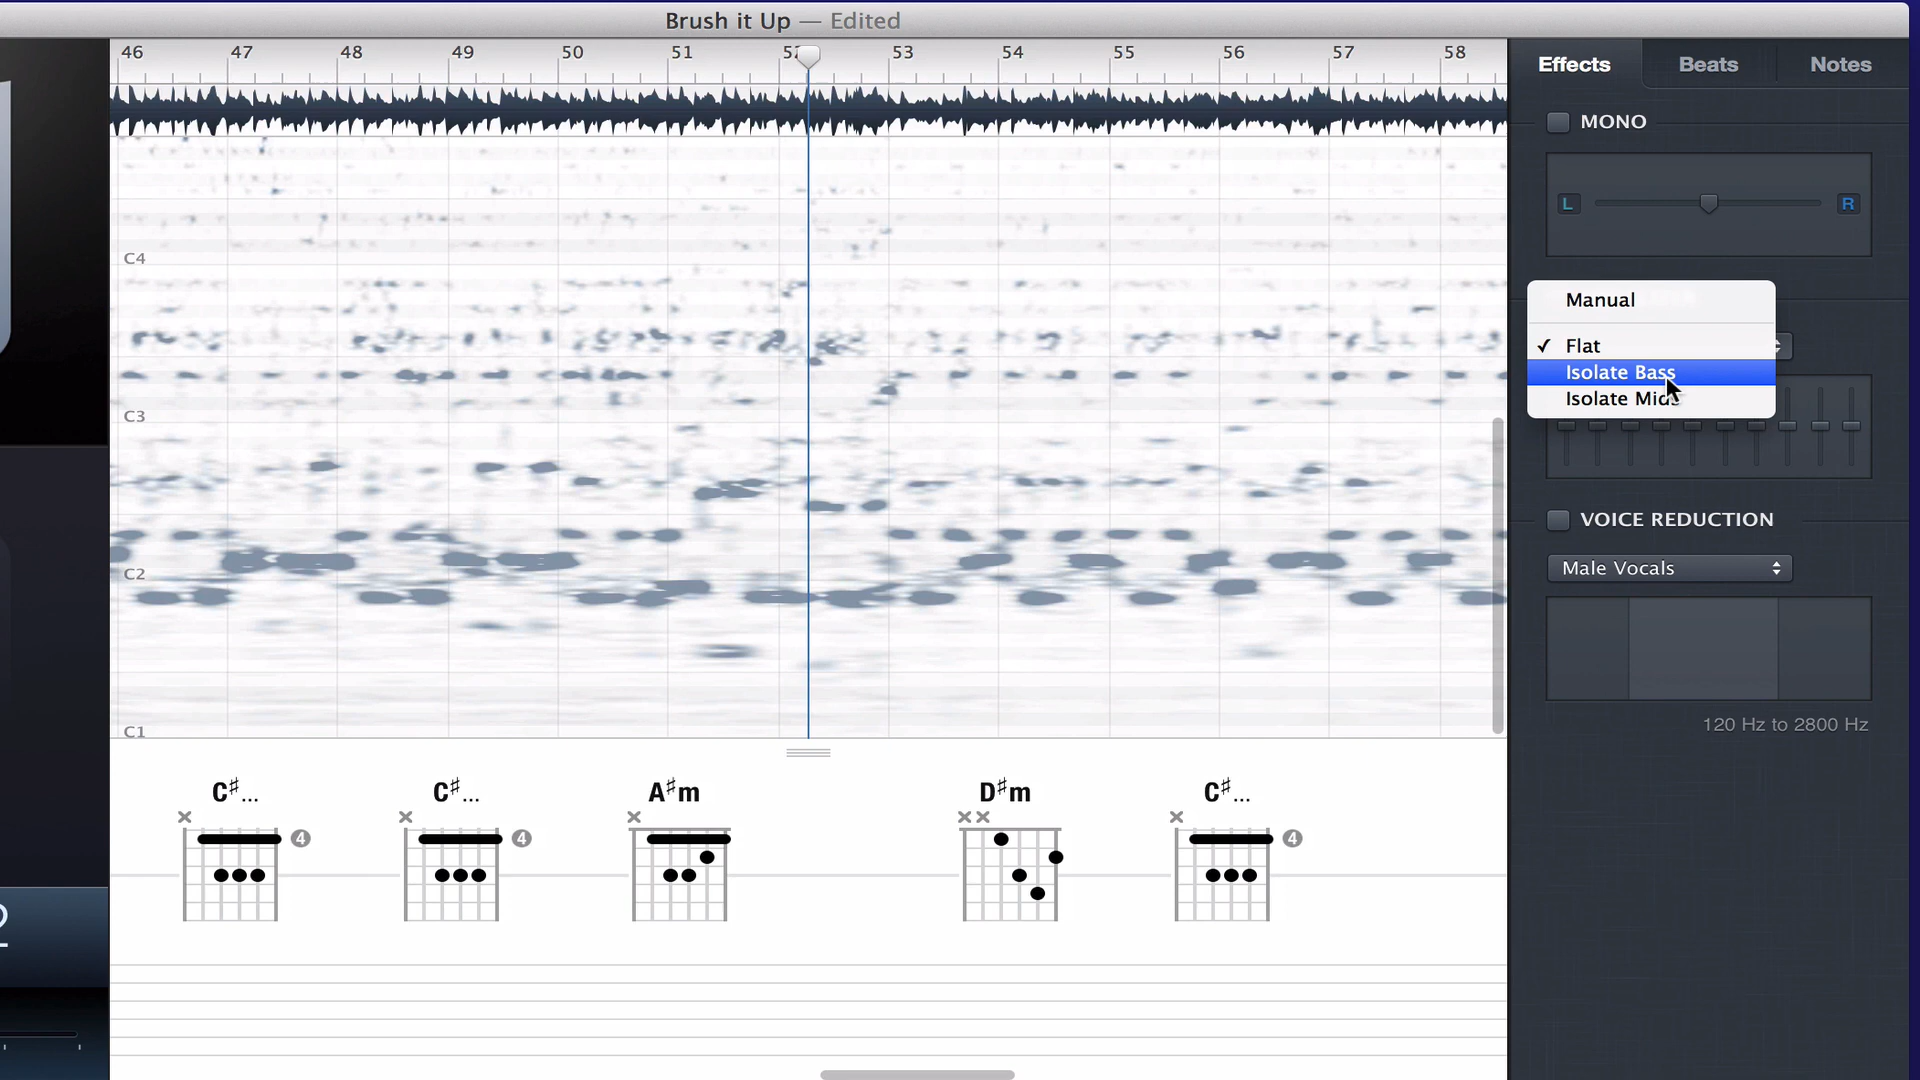 Brush it Up — Edited
46 47 48 49 50 51 53 54 55 56 57 58
Effects Beats Notes
MONO
L R
C4
Manual
✓ Flat
Isolate Bass
Isolate
C3
VOICE REDUCTION
C2
Male Vocals
120 Hz to 2800 Hz
C1
C♯... C♯... A♯m D♯m C♯...
× × × ×× ×
4 4 4